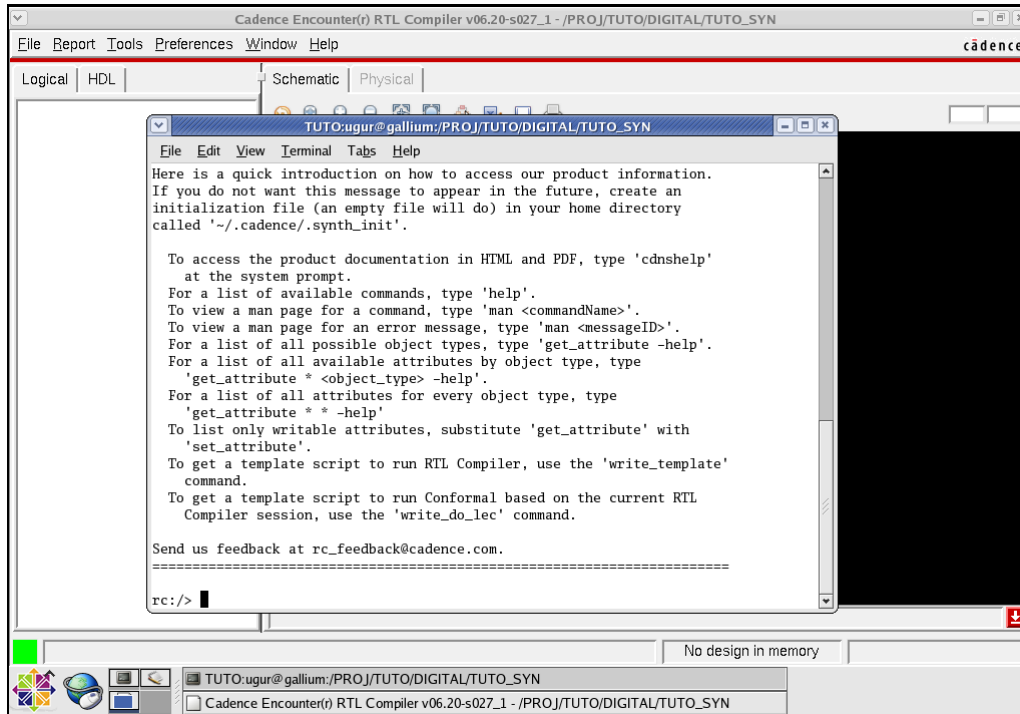 Cadence Encounter(r) RTL Compiler v06.20-s027_1 - /PROJ/TUTO/DIGITAL/TUTO_SYN
File Report Tools Preferences Window Help
cādence
Logical HDL Schematic Physical
TUTO:ugur@gallium:/PROJ/TUTO/DIGITAL/TUTO_SYN
File Edit View Terminal Tabs Help
Here is a quick introduction on how to access our product information.
If you do not want this message to appear in the future, create an
initialization file (an empty file will do) in your home directory
called '~/.cadence/.synth_init'.
To access the product documentation in HTML and PDF, type 'cdnshelp'
at the system prompt.
For a list of available commands, type 'help'.
To view a man page for a command, type 'man <commandName>'.
To view a man page for an error message, type 'man <messageID>'.
For a list of all possible object types, type 'get_attribute -help'.
For a list of all available attributes by object type, type
'get_attribute * <object_type> -help'.
For a list of all attributes for every object type, type
'get_attribute * * -help'
To list only writable attributes, substitute 'get_attribute' with
'set_attribute'.
To get a template script to run RTL Compiler, use the 'write_template'
command.
To get a template script to run Conformal based on the current RTL
Compiler session, use the 'write_do_lec' command.
Send us feedback at rc_feedback@cadence.com.
========================================================================
rc:/>
No design in memory
TUTO:ugur@gallium:/PROJ/TUTO/DIGITAL/TUTO_SYN
Cadence Encounter(r) RTL Compiler v06.20-s027_1 - /PROJ/TUTO/DIGITAL/TUTO_SYN